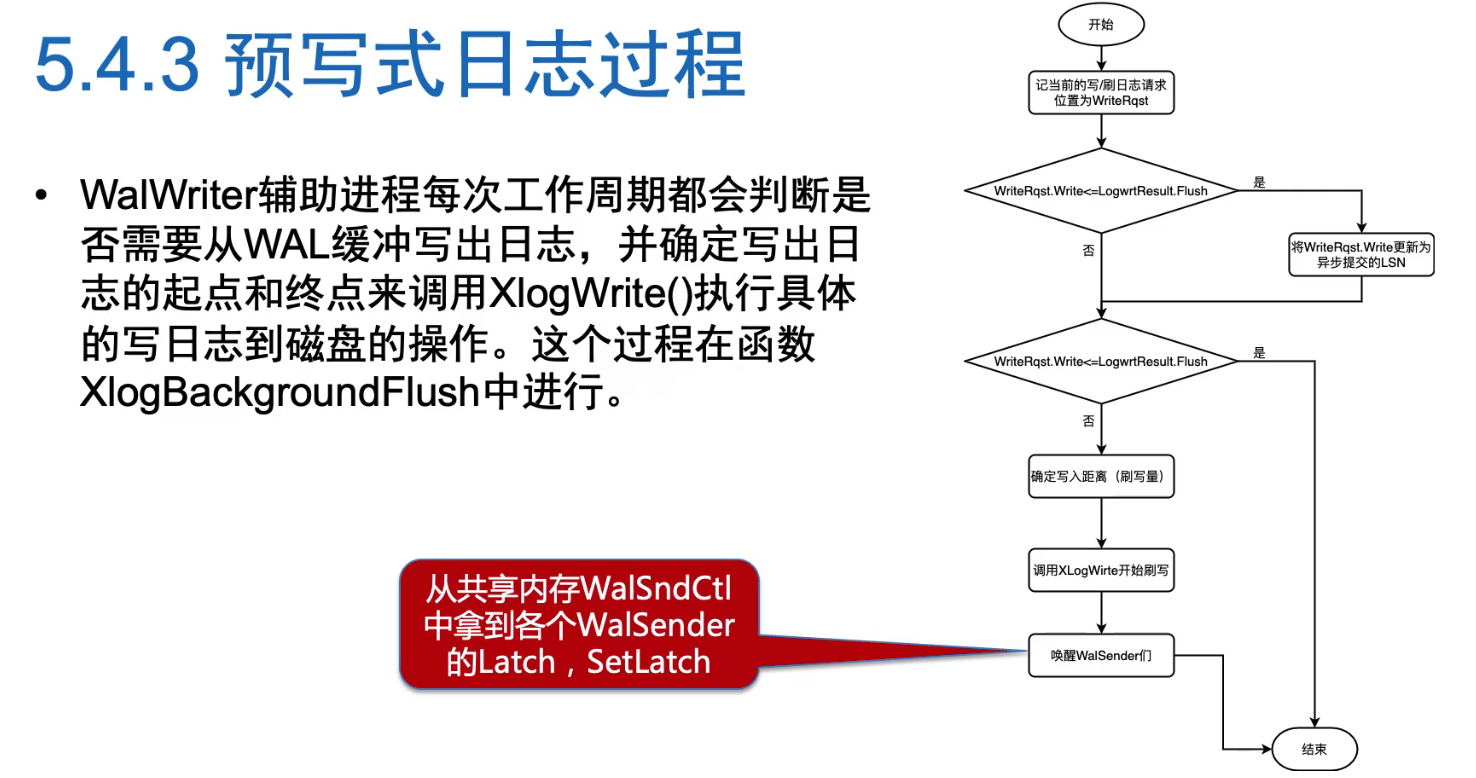 5.4.3 预写式日志过程
• WalWriter辅助进程每次工作周期都会判断是
否需要从WAL缓冲写出日志，并确定写出日
志的起点和终点来调用XlogWrite()执行具体
的写日志到磁盘的操作。这个过程在函数
XlogBackgroundFlush中进行。
从共享内存WalSndCtl
中拿到各个WalSender
的Latch，SetLatch
开始
记当前的写/刷日志请求
位置为WriteRqst
WriteRqst.Write<=LogwrtResult.Flush
是
否
将WriteRqst.Write更新为
异步提交的LSN
WriteRqst.Write<=LogwrtResult.Flush
是
否
确定写入距离（刷写量）
调用XLogWirte开始刷写
唤醒WalSender们
结束